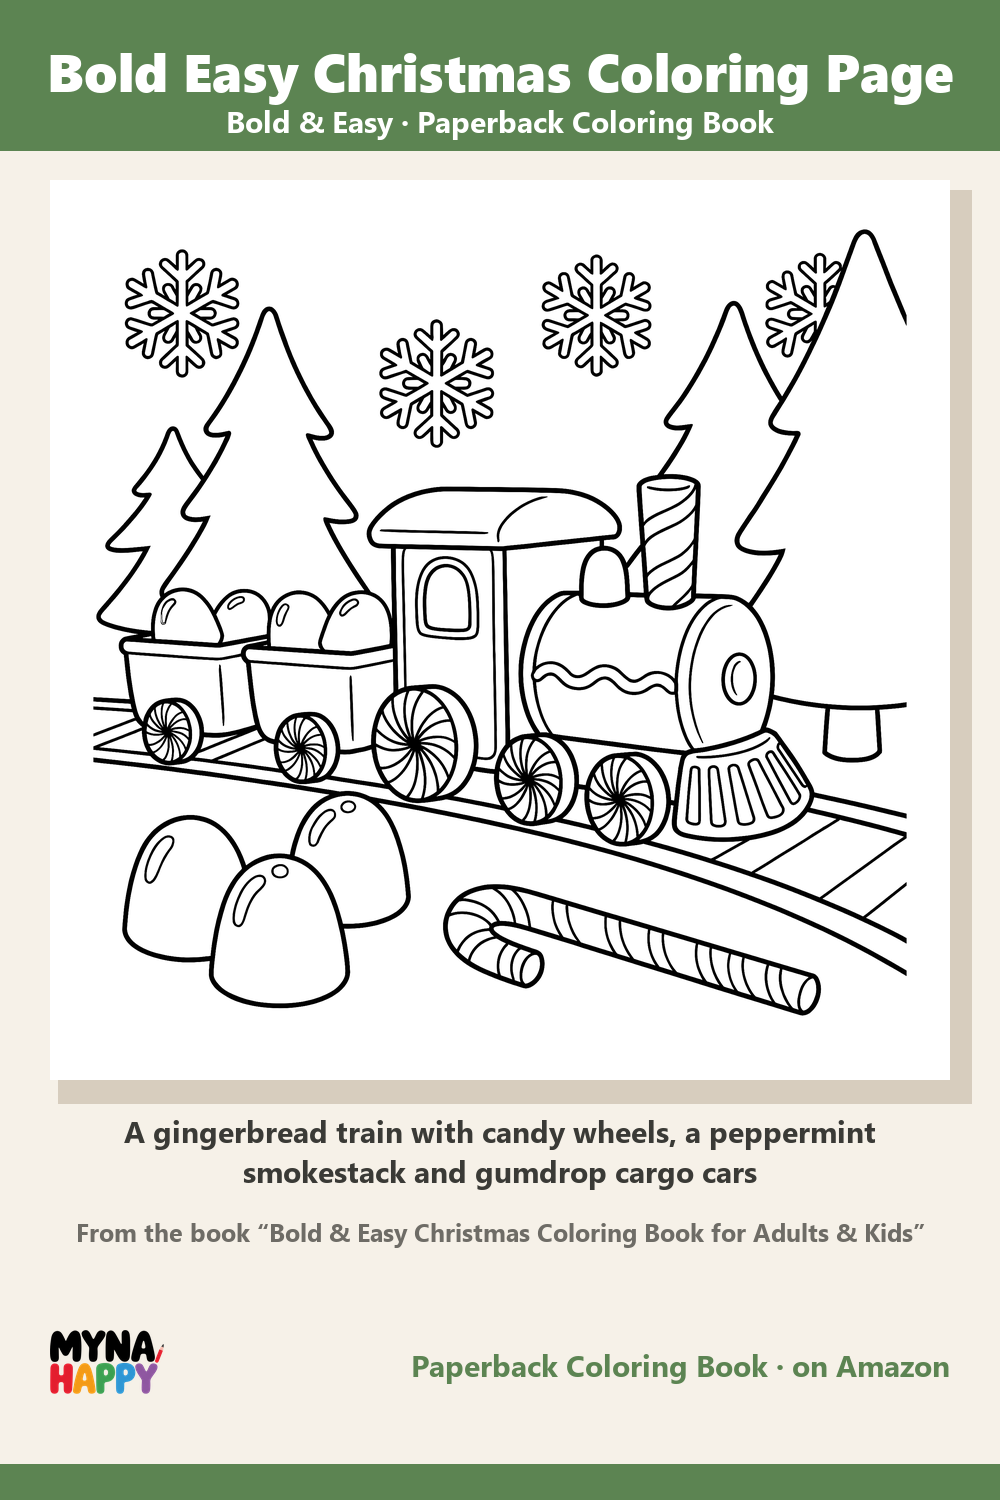 Bold Easy Christmas Coloring Page
Bold & Easy · Paperback Coloring Book
A gingerbread train with candy wheels, a peppermint
smokestack and gumdrop cargo cars
From the book “Bold & Easy Christmas Coloring Book for Adults & Kids”
MYNA
HAPPY
Paperback Coloring Book · on Amazon